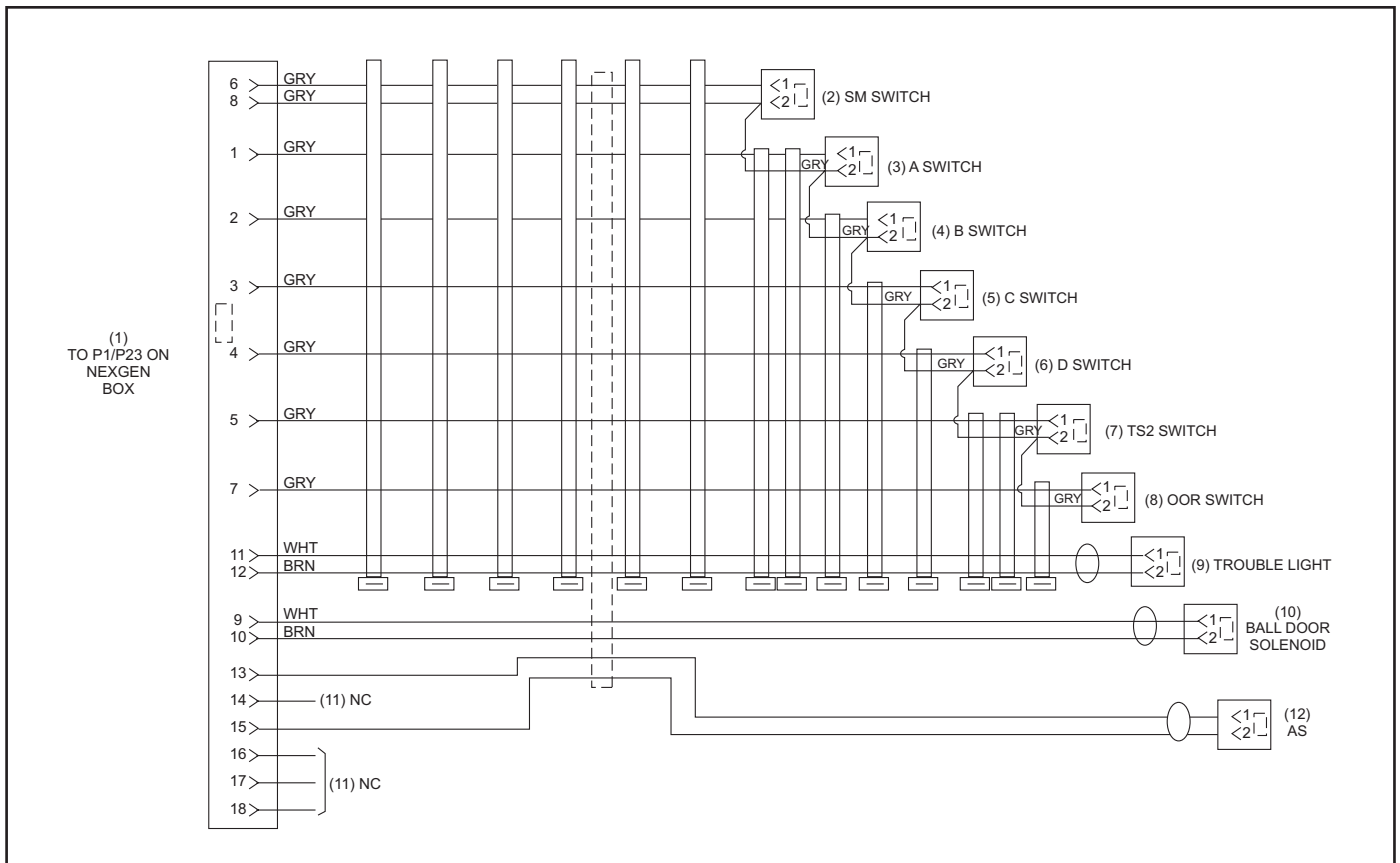 6 GRY
8 GRY
1
2 (2) SM SWITCH
1 GRY
GRY
1
2 (3) A SWITCH
2 GRY
GRY
1
2 (4) B SWITCH
3 GRY
GRY
1
2 (5) C SWITCH
(1)
TO P1/P23 ON
NEXGEN
BOX
4 GRY
GRY
1
2 (6) D SWITCH
5 GRY
GRY
1
2 (7) TS2 SWITCH
7 GRY
GRY
1
2 (8) OOR SWITCH
11 WHT
12 BRN
1
2 (9) TROUBLE LIGHT
9 WHT
10 BRN
1
2
(10)
BALL DOOR
SOLENOID
13
14 (11) NC
15
1
2
(12)
AS
16
17 (11) NC
18